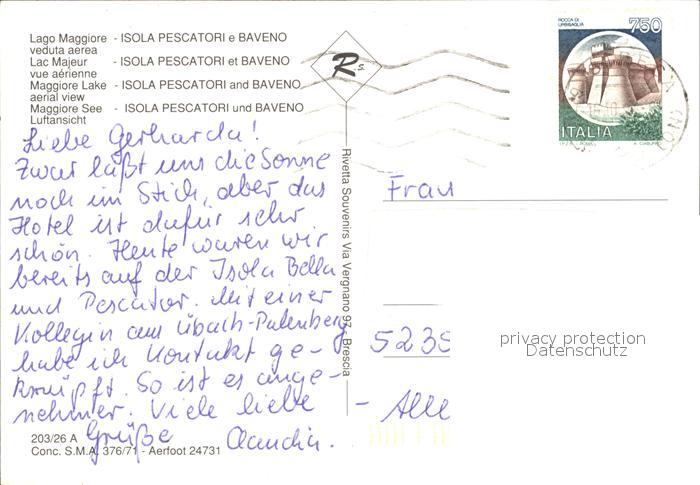 Lago Maggiore - ISOLA PESCATORI e BAVENO
veduta aerea
Lac Majeur - ISOLA PESCATORI et BAVENO
vue aérienne
Maggiore Lake - ISOLA PESCATORI and BAVENO
aerial view
Maggiore See - ISOLA PESCATORI und BAVENO
Luftansicht
Rs.
ROCCA DI URBISAGLIA
750
ITALIA
Liebe Gerharda!
Zwar läßt uns die Sonne
noch im Stich, aber das
Hotel ist dafür sehr
schön. Heute waren wir
bereits auf der Isola Bella
und Pescator. Mit einer
Kollegin aus Übach-Palenberg
habe ich Kontakt ge-
knüpft. So ist es ange-
nehmer. Viele liebe
Grüße Claudia.
203/26 A
Conc. S.M.A. 376/71 - Aerfoot 24731
Rivetta Souvenirs Via Vergnano 97 - Brescia
Frau
5239
- Alle
privacy protection
Datenschutz